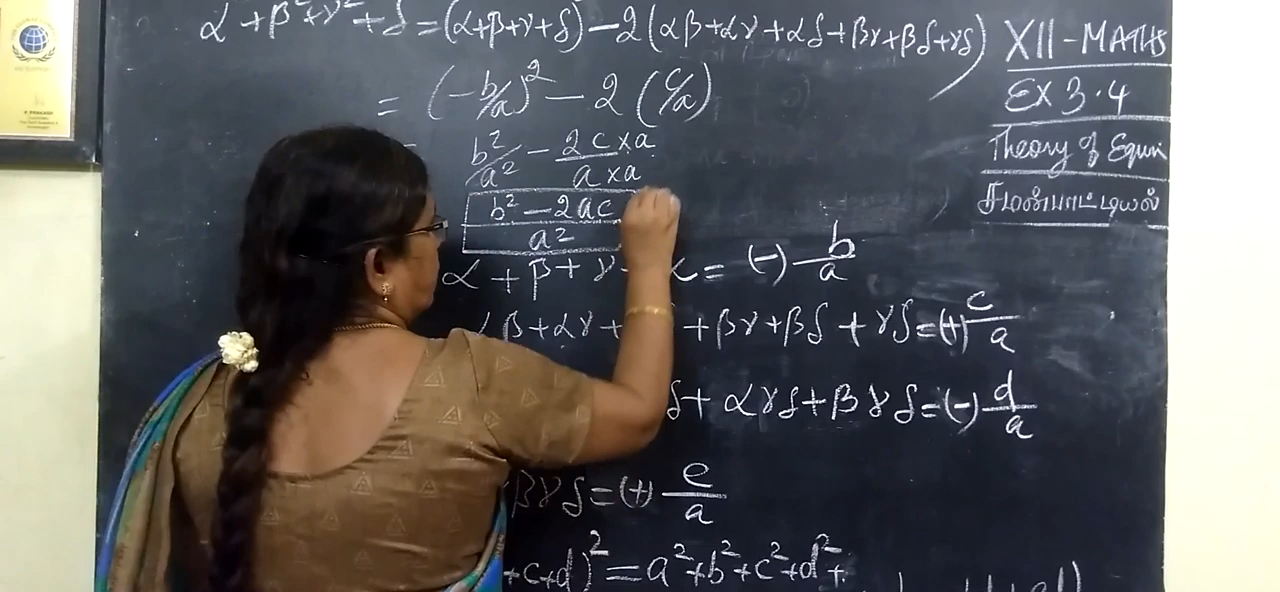 α² + β² + γ² + δ² = (α+β+γ+δ)² − 2(αβ+αγ+αδ+βγ+βδ+γδ)
= (−b/a)² − 2(c/a)
= b²/a² − 2c×a / a×a
b² − 2ac / a²
α + β + γ + = (−) b/a
β+αγ+ +βγ+βδ+γδ = (+) c/a
δ + αγδ + βγδ = (−) d/a
βγδ = (+) e/a
+c+d)² = a²+b²+c²+d²+
XII - MATHS
EX 3.4
Theory of Equn
சமன்பாட்டியல்